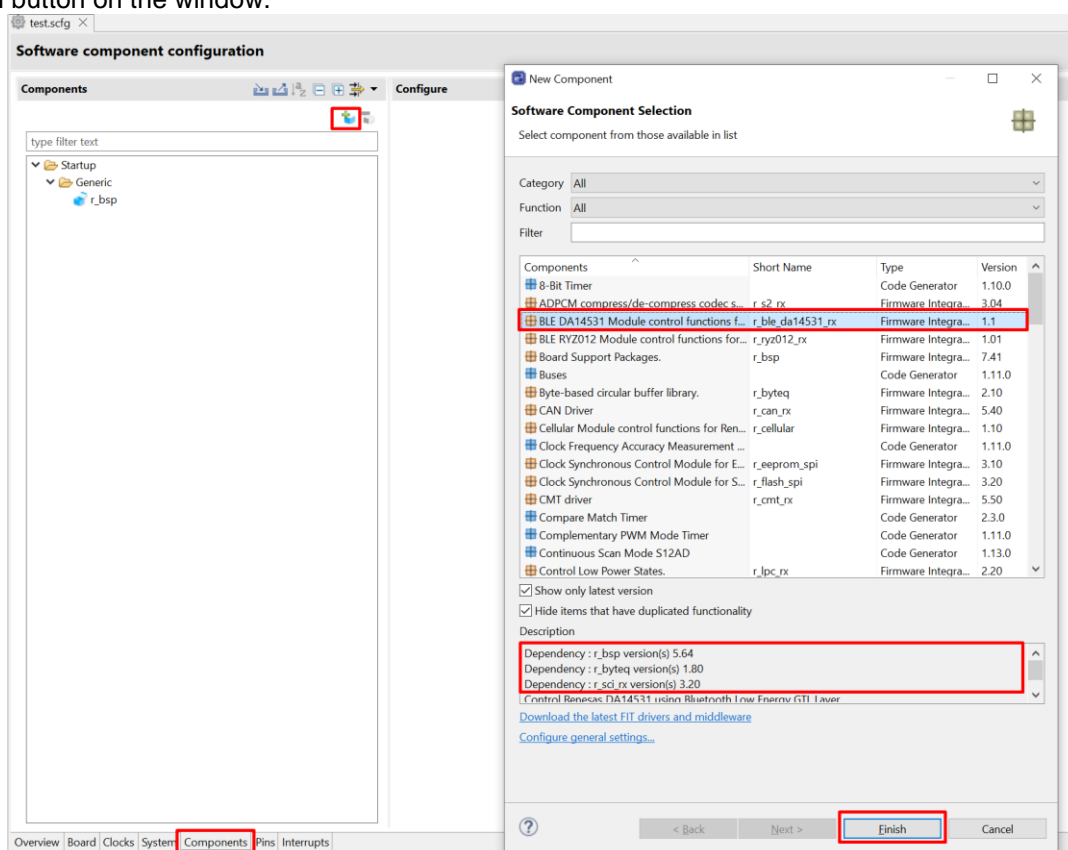 button on the window.
test.scfg
Software component configuration
Components
Configure
type filter text
Startup
Generic
r_bsp
New Component
Software Component Selection
Select component from those available in list
Category All
Function All
Filter
Components Short Name Type Version
8-Bit Timer Code Generator 1.10.0
ADPCM compress/de-compress codec s... r_s2_rx Firmware Integra... 3.04
BLE DA14531 Module control functions f... r_ble_da14531_rx Firmware Integra... 1.1
BLE RYZ012 Module control functions for... r_ryz012_rx Firmware Integra... 1.01
Board Support Packages. r_bsp Firmware Integra... 7.41
Buses Code Generator 1.11.0
Byte-based circular buffer library. r_byteq Firmware Integra... 2.10
CAN Driver r_can_rx Firmware Integra... 5.40
Cellular Module control functions for Ren... r_cellular Firmware Integra... 1.10
Clock Frequency Accuracy Measurement ... Code Generator 1.11.0
Clock Synchronous Control Module for E... r_eeprom_spi Firmware Integra... 3.10
Clock Synchronous Control Module for S... r_flash_spi Firmware Integra... 3.20
CMT driver r_cmt_rx Firmware Integra... 5.50
Compare Match Timer Code Generator 2.3.0
Complementary PWM Mode Timer Code Generator 1.11.0
Continuous Scan Mode S12AD Code Generator 1.13.0
Control Low Power States. r_lpc_rx Firmware Integra... 2.20
Show only latest version
Hide items that have duplicated functionality
Description
Dependency : r_bsp version(s) 5.64
Dependency : r_byteq version(s) 1.80
Dependency : r_sci_rx version(s) 3.20
Control Renesas DA14531 using Bluetooth Low Energy GTL Layer
Download the latest FIT drivers and middleware
Configure general settings...
< Back Next > Finish Cancel
Overview Board Clocks System Components Pins Interrupts